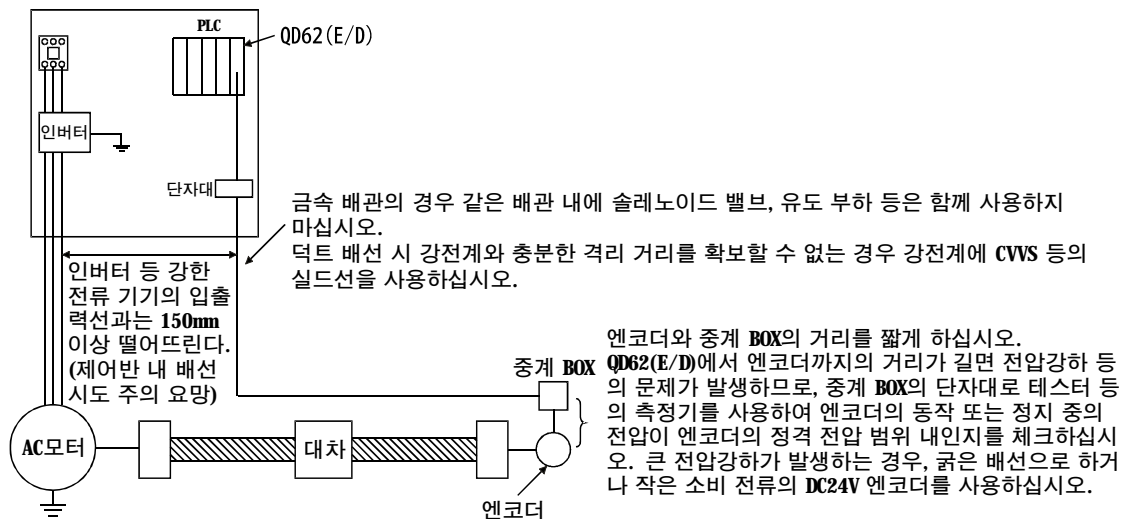 PLC
QD62(E/D)
인버터
단자대
금속 배관의 경우 같은 배관 내에 솔레노이드 밸브, 유도 부하 등은 함께 사용하지
마십시오.
덕트 배선 시 강전계와 충분한 격리 거리를 확보할 수 없는 경우 강전계에 CVVS 등의
실드선을 사용하십시오.
인버터 등 강한
전류 기기의 입출
력선과는 150mm
이상 떨어뜨린다.
(제어반 내 배선
시도 주의 요망)
중계 BOX
엔코더와 중계 BOX의 거리를 짧게 하십시오.
QD62(E/D)에서 엔코더까지의 거리가 길면 전압강하 등
의 문제가 발생하므로, 중계 BOX의 단자대로 테스터 등
의 측정기를 사용하여 엔코더의 동작 또는 정지 중의
전압이 엔코더의 정격 전압 범위 내인지를 체크하십시
오. 큰 전압강하가 발생하는 경우, 굵은 배선으로 하거
나 작은 소비 전류의 DC24V 엔코더를 사용하십시오.
AC모터
대차
엔코더